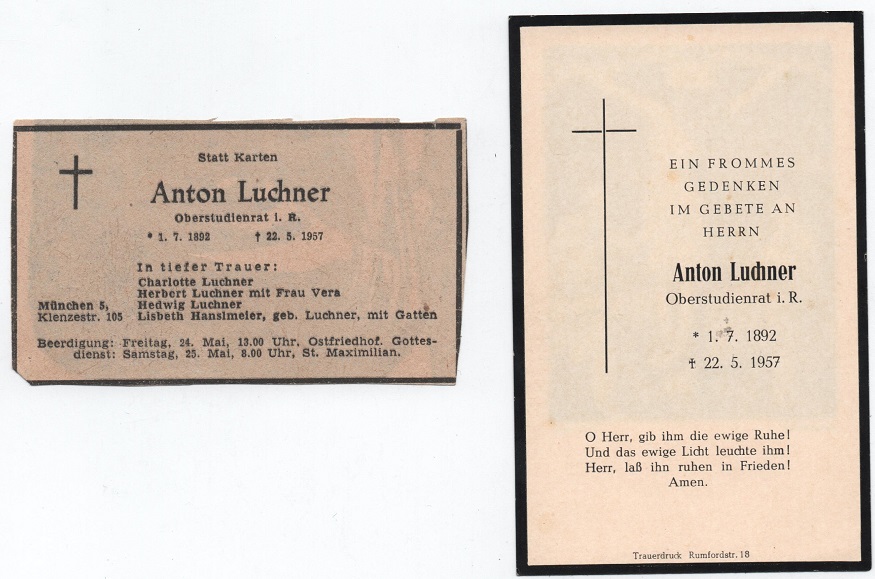 Statt Karten
Anton Luchner
Oberstudienrat i. R.
* 1. 7. 1892 † 22. 5. 1957
In tiefer Trauer:
Charlotte Luchner
Herbert Luchner mit Frau Vera
München 5, Hedwig Luchner
Klenzestr. 105 Lisbeth Hanslmeier, geb. Luchner, mit Gatten
Beerdigung: Freitag, 24. Mai, 13.00 Uhr, Ostfriedhof. Gottes-
dienst: Samstag, 25. Mai, 8.00 Uhr, St. Maximilian.
EIN FROMMES
GEDENKEN
IM GEBETE AN
HERRN
Anton Luchner
Oberstudienrat i. R.
* 1. 7. 1892
† 22. 5. 1957
O Herr, gib ihm die ewige Ruhe!
Und das ewige Licht leuchte ihm!
Herr, laß ihn ruhen in Frieden!
Amen.
Trauerdruck Rumfordstr. 18